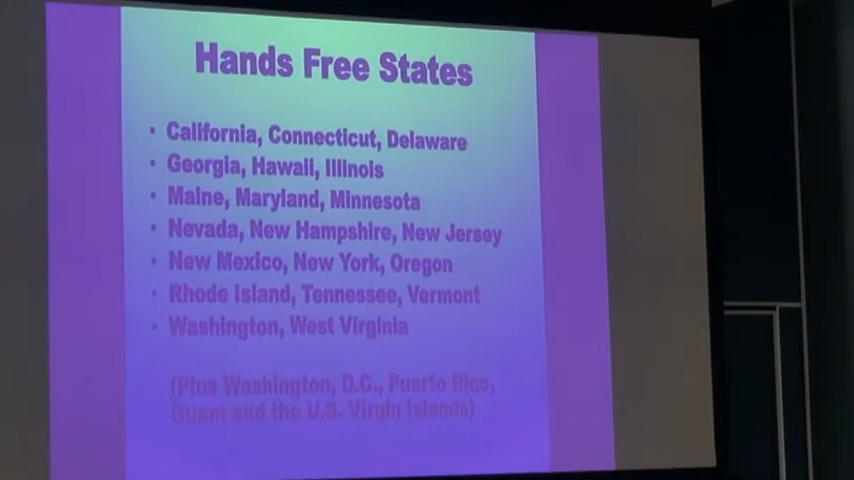 Hands Free States
• California, Connecticut, Delaware
• Georgia, Hawaii, Illinois
• Maine, Maryland, Minnesota
• Nevada, New Hampshire, New Jersey
• New Mexico, New York, Oregon
• Rhode Island, Tennessee, Vermont
• Washington, West Virginia
(Plus Washington, D.C., Puerto Rico,
Guam and the U.S. Virgin Islands)